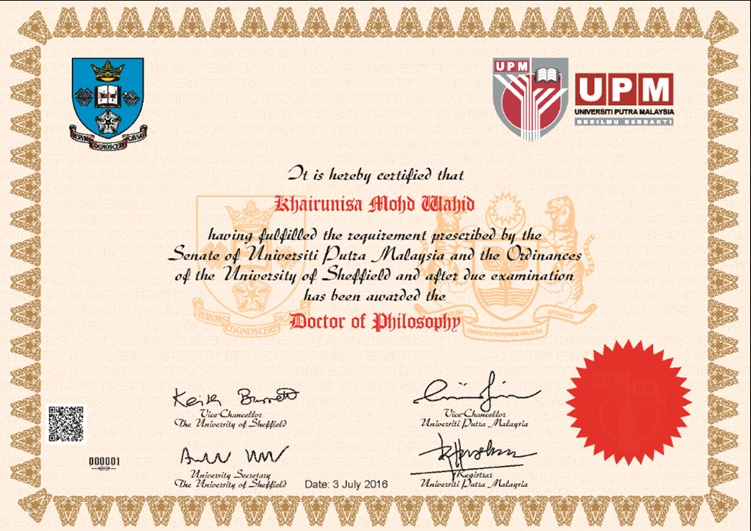 UPM
UPM
UNIVERSITI PUTRA MALAYSIA
BERILMU BERBAKTI
RERUM COGNOSCERE CAUSAS
It is hereby certified that
Khairunisa Mohd Wahid
having fulfilled the requirement prescribed by the
Senate of Universiti Putra Malaysia and the Ordinances
of the University of Sheffield and after due examination
has been awarded the
Doctor of Philosophy
Keith Burnett
Vice-Chancellor
The University of Sheffield
Vice-Chancellor
Universiti Putra Malaysia
000001
University Secretary
The University of Sheffield
Date: 3 July 2016
Registrar
Universiti Putra Malaysia